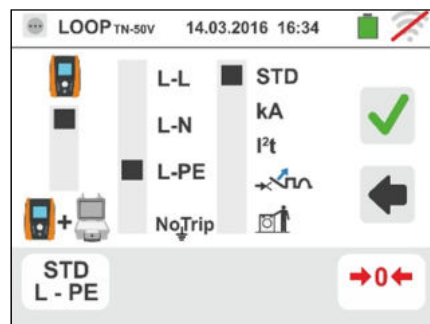 LOOP TN-50V 14.03.2016 16:34
L-L
STD
L-N
kA
I²t
L-PE
+
NoTrip
STD
L - PE
→0←